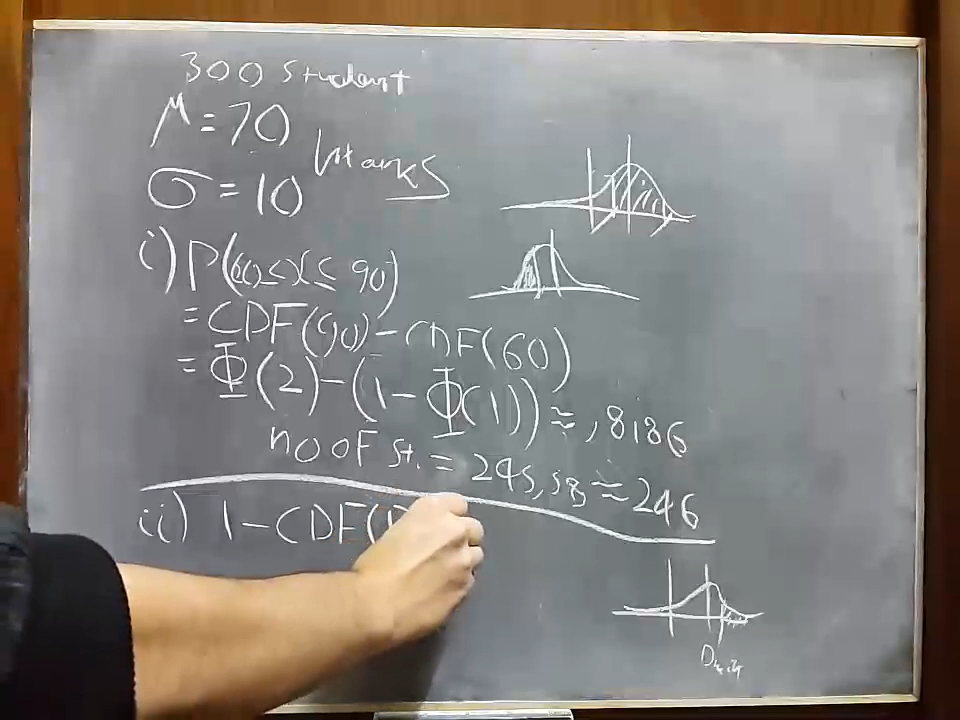 300 student
μ=70
Marks
σ=10
i) P(60≤X≤ 90)
=CDF(90)-CDF(60)
=Φ(2)-(1-Φ(1))≈,8186
no oF st. = 245,58≈246
ii) 1-CDF(D